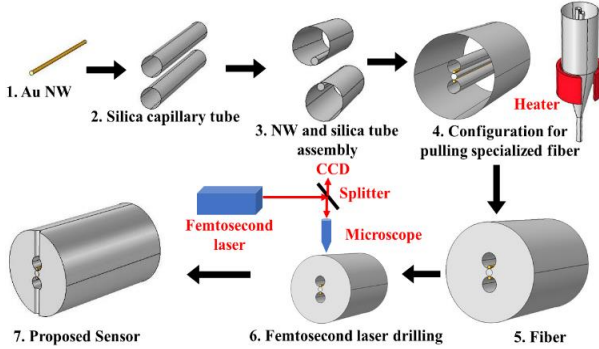 1. Au NW
2. Silica capillary tube
3. NW and silica tube
assembly
Heater
4. Configuration for
pulling specialized fiber
CCD
Splitter
Femtosecond
laser
Microscope
7. Proposed Sensor
6. Femtosecond laser drilling
5. Fiber